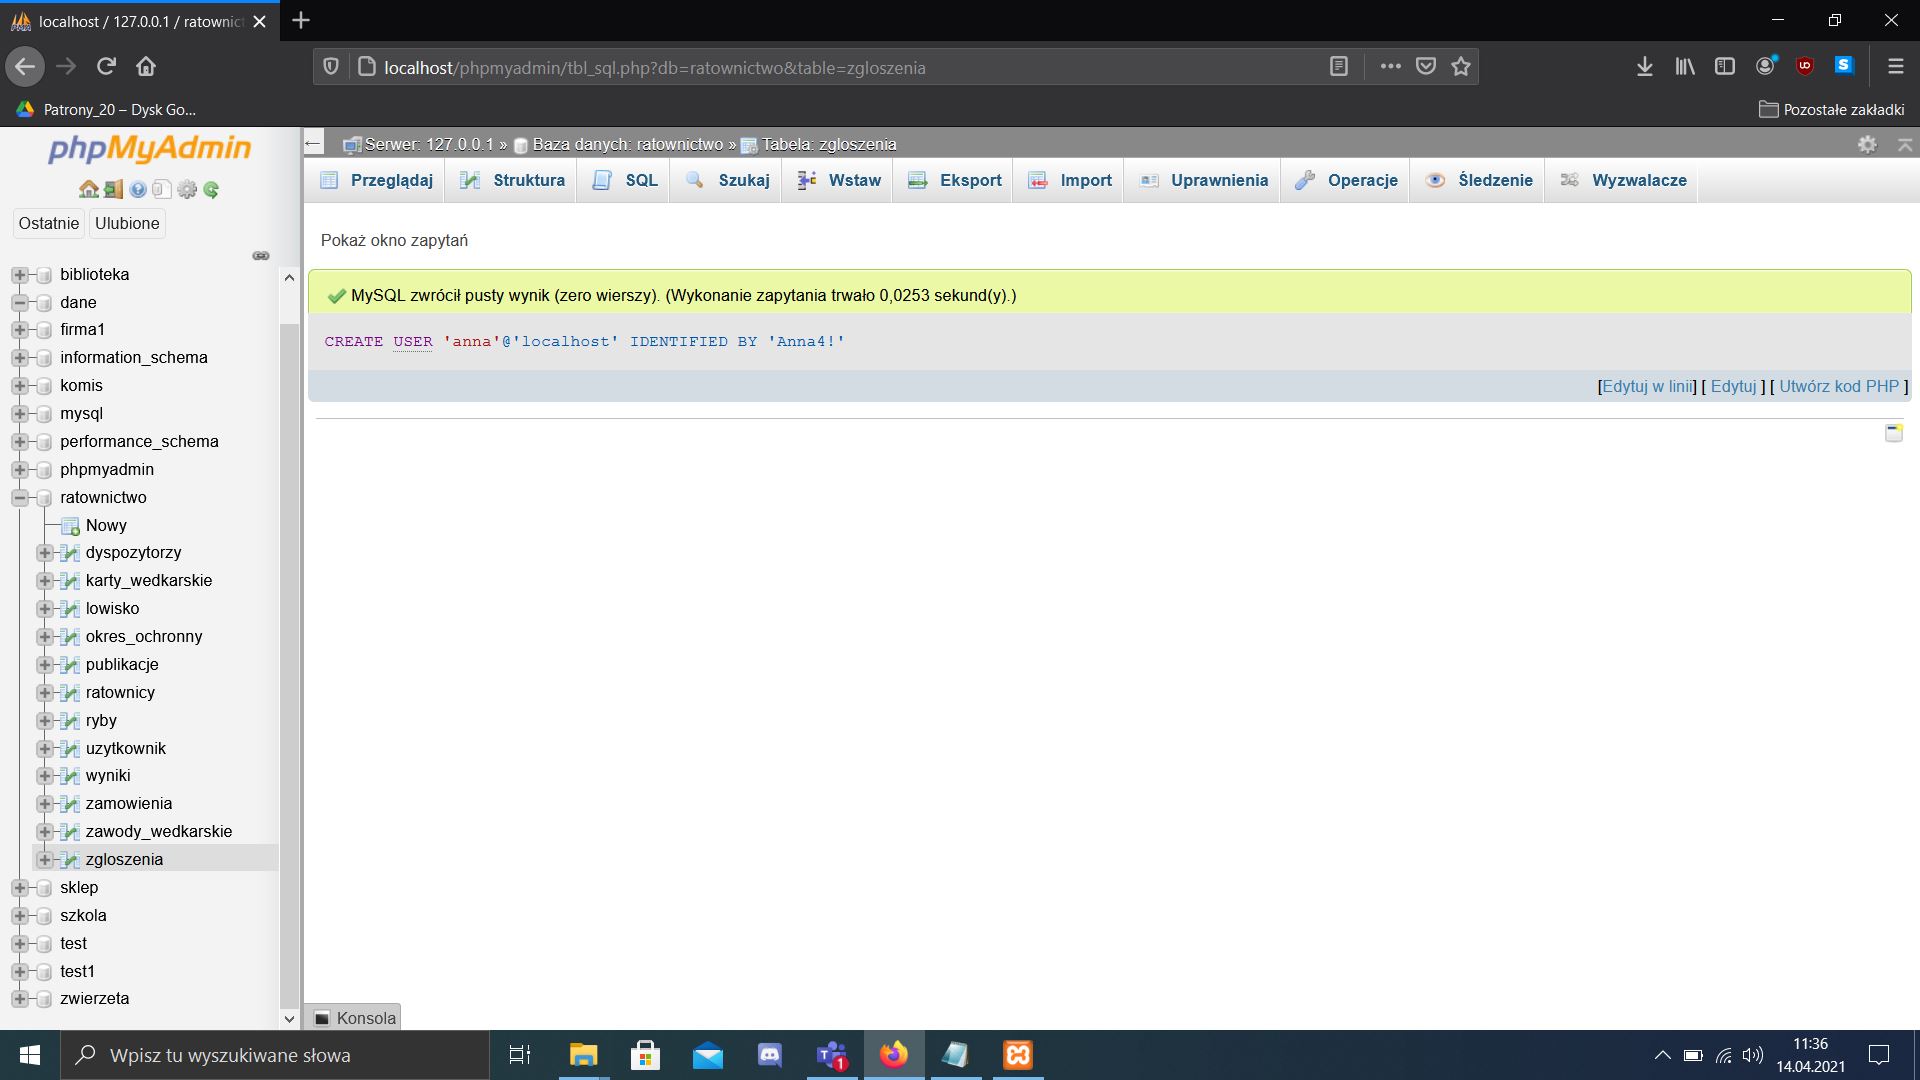 localhost / 127.0.0.1 / ratownict
localhost/phpmyadmin/tbl_sql.php?db=ratownictwo&table=zgloszenia
Patrony_20 – Dysk Go...
Pozostałe zakładki
phpMyAdmin
Ostatnie
Ulubione
biblioteka
dane
firma1
information_schema
komis
mysql
performance_schema
phpmyadmin
ratownictwo
Nowy
dyspozytorzy
karty_wedkarskie
lowisko
okres_ochronny
publikacje
ratownicy
ryby
uzytkownik
wyniki
zamowienia
zawody_wedkarskie
zgloszenia
sklep
szkola
test
test1
zwierzeta
Serwer: 127.0.0.1 » Baza danych: ratownictwo » Tabela: zgloszenia
Przeglądaj Struktura SQL Szukaj Wstaw Eksport Import Uprawnienia Operacje Śledzenie Wyzwalacze
Pokaż okno zapytań
MySQL zwrócił pusty wynik (zero wierszy). (Wykonanie zapytania trwało 0,0253 sekund(y).)
CREATE USER 'anna'@'localhost' IDENTIFIED BY 'Anna4!'
[Edytuj w linii] [ Edytuj ] [ Utwórz kod PHP ]
Konsola
Wpisz tu wyszukiwane słowa
1
11:36
14.04.2021